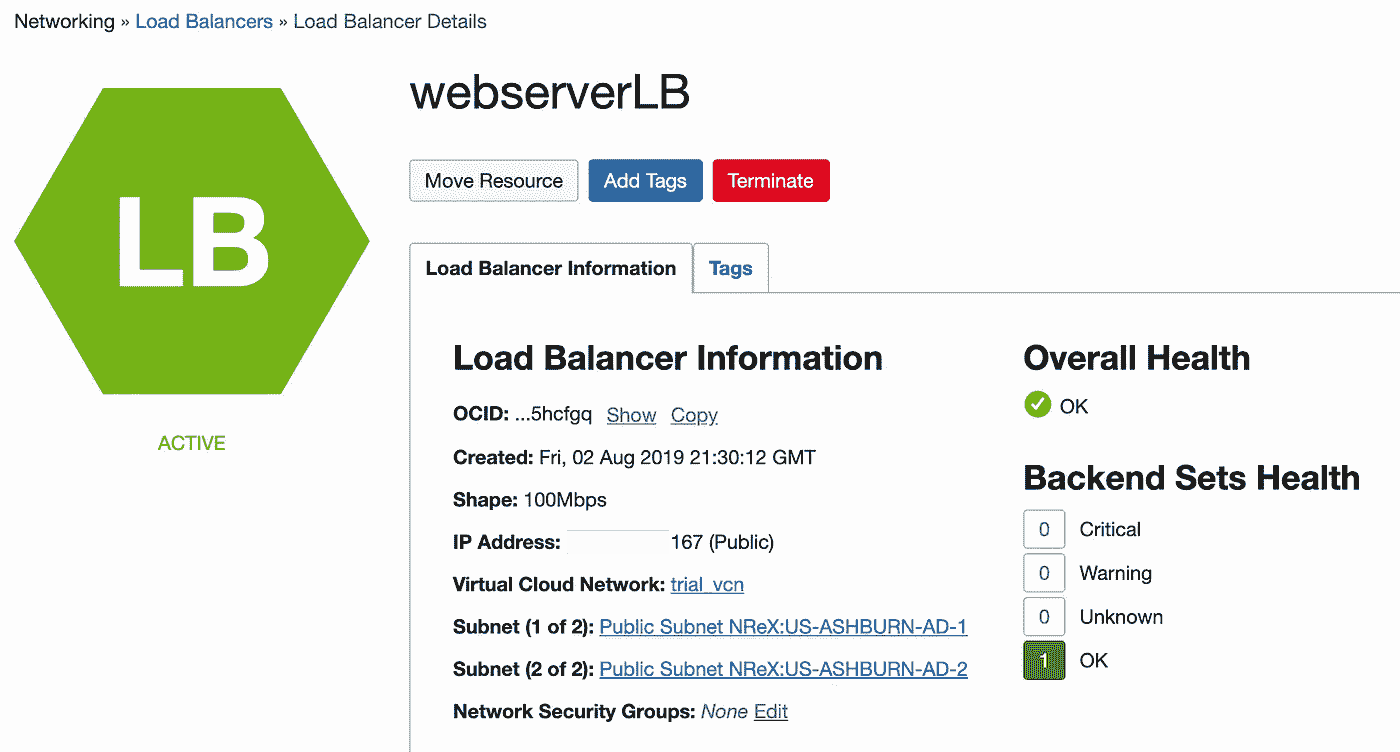 Networking » Load Balancers » Load Balancer Details
LB
ACTIVE
webserverLB
Move Resource Add Tags Terminate
Load Balancer Information Tags
Load Balancer Information
OCID: ...5hcfgq Show Copy
Created: Fri, 02 Aug 2019 21:30:12 GMT
Shape: 100Mbps
IP Address: 167 (Public)
Virtual Cloud Network: trial_vcn
Subnet (1 of 2): Public Subnet NReX:US-ASHBURN-AD-1
Subnet (2 of 2): Public Subnet NReX:US-ASHBURN-AD-2
Network Security Groups: None Edit
Overall Health
OK
Backend Sets Health
0 Critical
0 Warning
0 Unknown
1 OK